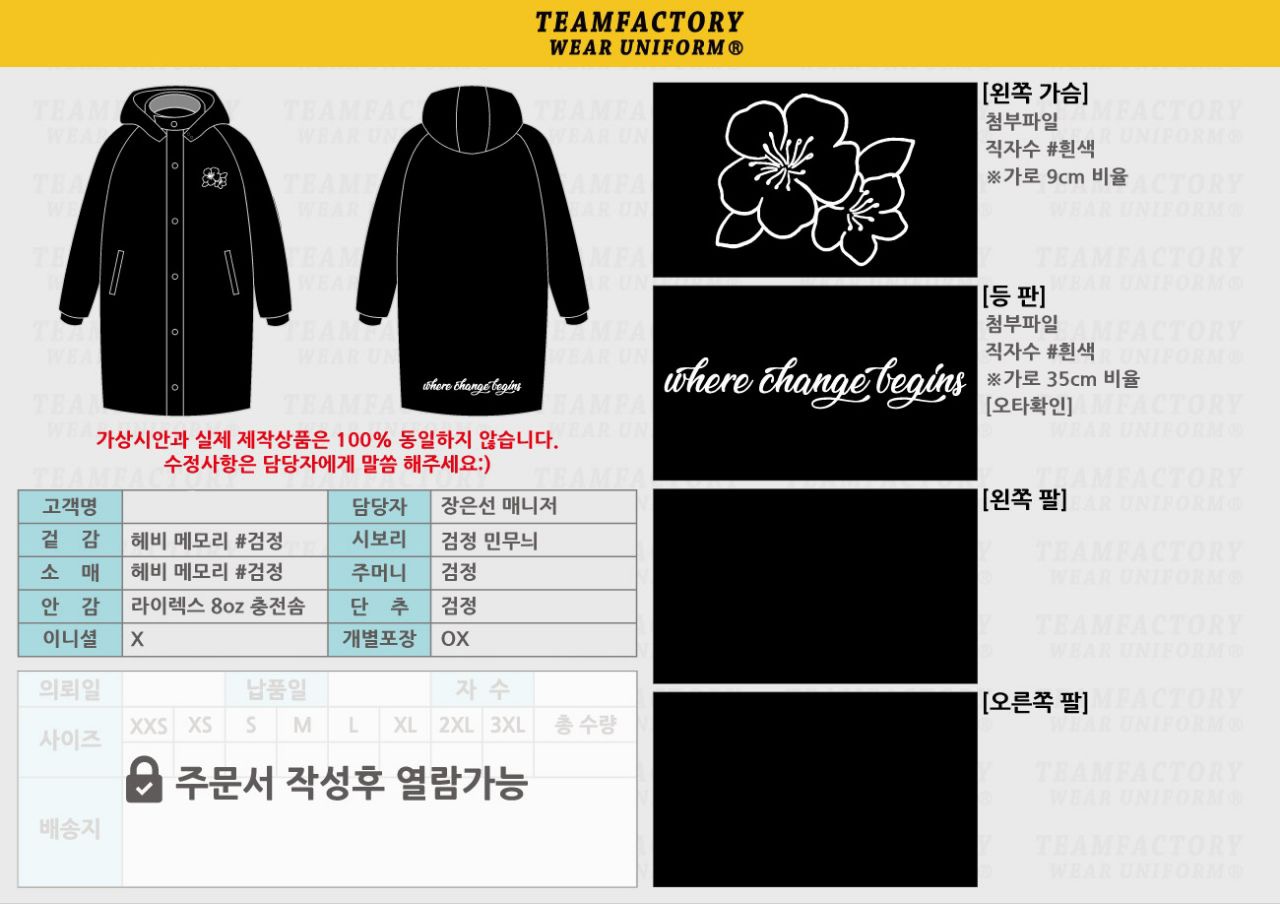 TEAMFACTORY
WEAR UNIFORM®
where change begins
가상시안과 실제 제작상품은 100% 동일하지 않습니다.
수정사항은 담당자에게 말씀 해주세요:)
고객명
담당자 장은선 매니저
겉 감 헤비 메모리 #검정 시보리 검정 민무늬
소 매 헤비 메모리 #검정 주머니 검정
안 감 라이렉스 8oz 충전솜 단 추 검정
이니셜 X 개별포장 OX
의뢰일 납품일 자 수
사이즈 XXS XS S M L XL 2XL 3XL 총 수량
주문서 작성후 열람가능
배송지
[왼쪽 가슴]
첨부파일
직자수 #흰색
※가로 9cm 비율
where change begins
[등 판]
첨부파일
직자수 #흰색
※가로 35cm 비율
[오타확인]
[왼쪽 팔]
[오른쪽 팔]